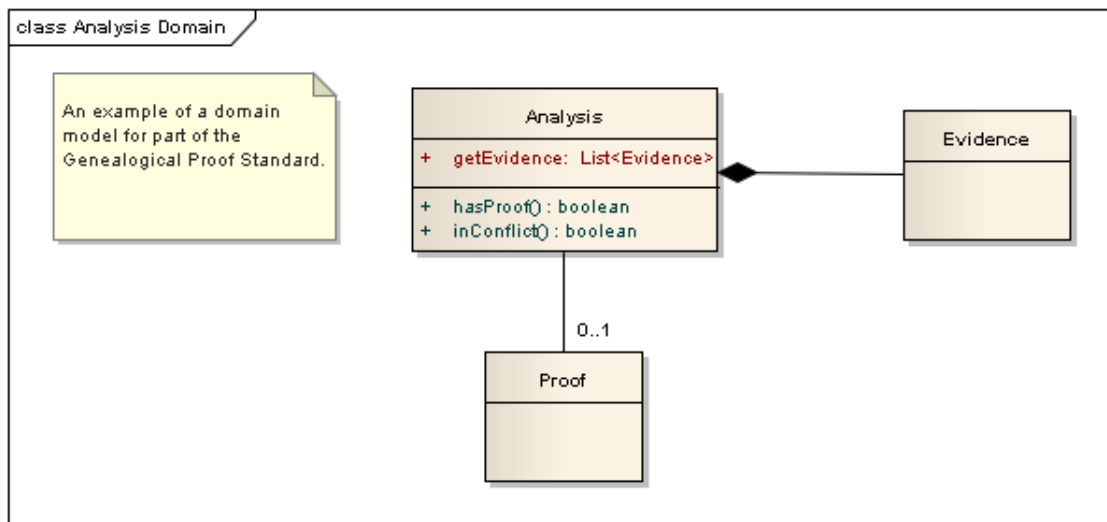 class Analysis Domain
An example of a domain
model for part of the
Genealogical Proof Standard.
Analysis
+ getEvidence: List<Evidence>
+ hasProof() : boolean
+ inConflict() : boolean
Evidence
0..1
Proof